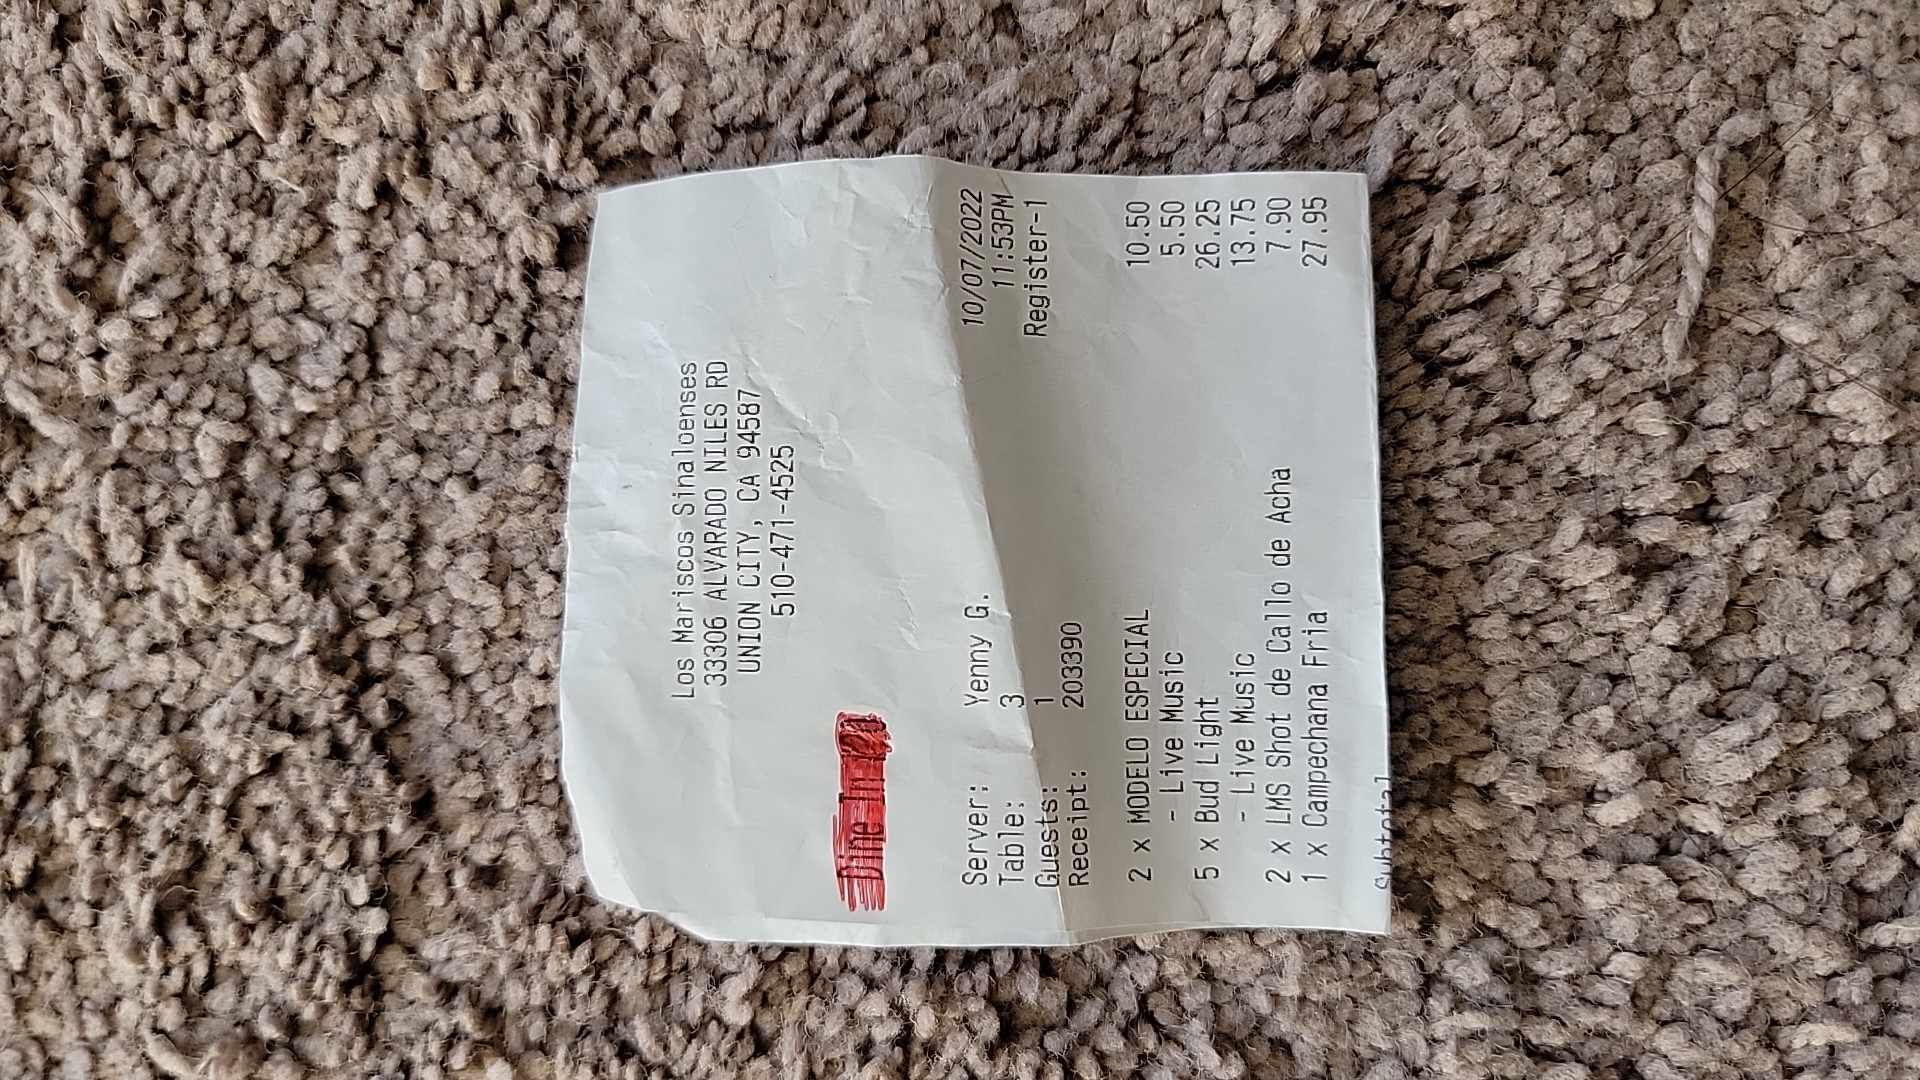 Los Mariscos Sinaloenses
33306 ALVARADO NILES RD
UNION CITY, CA 94587
510-471-4525
Dine In
Server: Yenny G. 10/07/2022
Table: 3 11:53PM
Guests: 1 Register-1
Receipt: 203390
2 x MODELO ESPECIAL 10.50
- Live Music 5.50
5 x Bud Light 26.25
- Live Music 13.75
2 x LMS Shot de Callo de Acha 7.90
1 x Campechana Fria 27.95
Subtotal